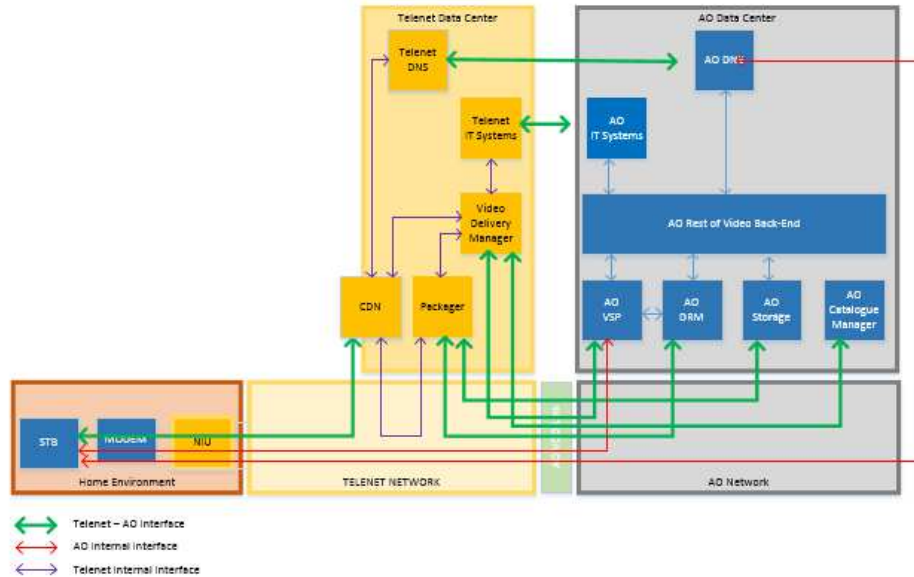 Telenet Data Center
AO Data Center
Telenet
DNS
AO DNS
Telenet
IT Systems
AO
IT Systems
Video
Delivery
Manager
AO Rest of Video Back-End
CDN
Packager
AO
VSP
AO
DRM
AO
Storage
AO
Catalogue
Manager
STB
MODEM
NIU
Home Environment
TELENET NETWORK
AO Network
Telenet – AO Interface
AO Internal Interface
Telenet Internal Interface